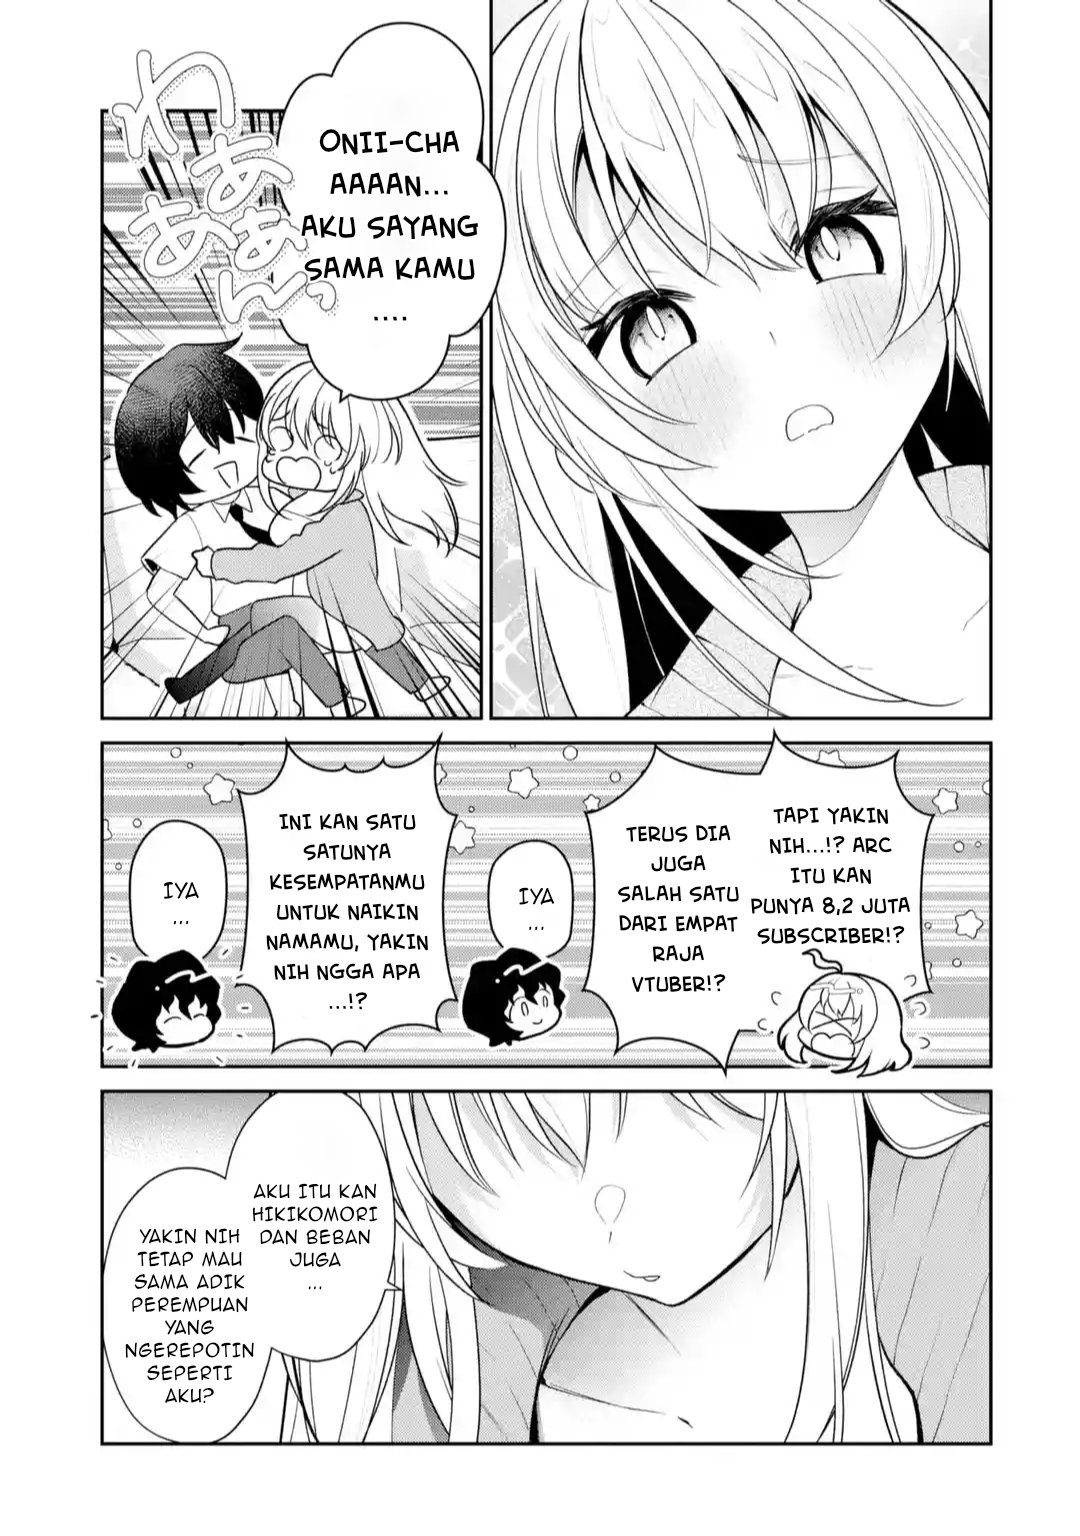 ONII-CHA
AAAAN...
AKU SAYANG
SAMA KAMU
....
わぁ
あぁ
あぁん
TAPI YAKIN
NIH...!? ARC
ITU KAN
PUNYA 8,2 JUTA
SUBSCRIBER!?
TERUS DIA
JUGA
SALAH SATU
DARI EMPAT
RAJA
VTUBER!?
IYA
...
INI KAN SATU
SATUNYA
KESEMPATANMU
UNTUK NAIKIN
NAMAMU, YAKIN
NIH NGGA APA
...!?
IYA
...
AKU ITU KAN
HIKIKOMORI
DAN BEBAN
JUGA
...
YAKIN NIH
TETAP MAU
SAMA ADIK
PEREMPUAN
YANG
NGEREPOTIN
SEPERTI
AKU?